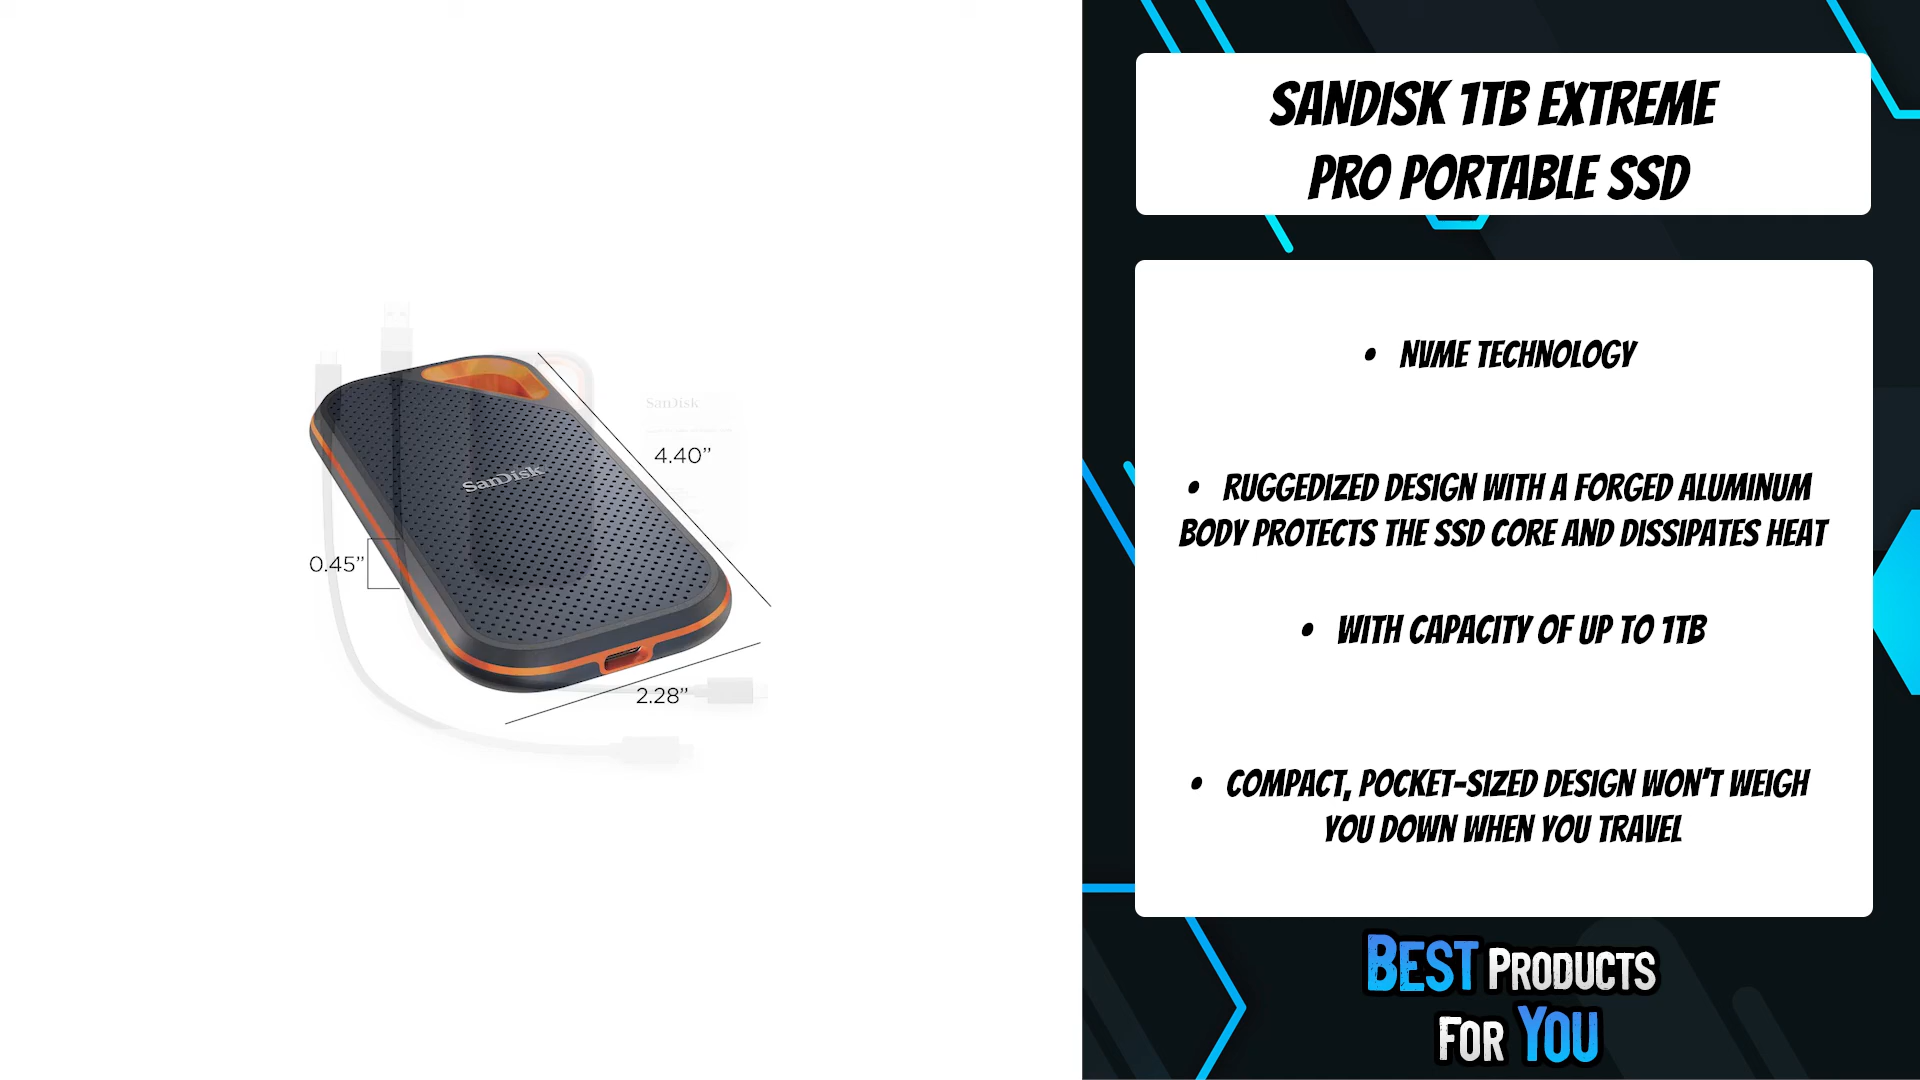 SANDISK 1TB EXTREME
PRO PORTABLE SSD
• NVME TECHNOLOGY
• RUGGEDIZED DESIGN WITH A FORGED ALUMINUM
BODY PROTECTS THE SSD CORE AND DISSIPATES HEAT
• WITH CAPACITY OF UP TO 1TB
• COMPACT, POCKET-SIZED DESIGN WON'T WEIGH
YOU DOWN WHEN YOU TRAVEL
BEST PRODUCTS
FOR YOU
SanDisk
4.40”
SanDisk
0.45”
2.28”